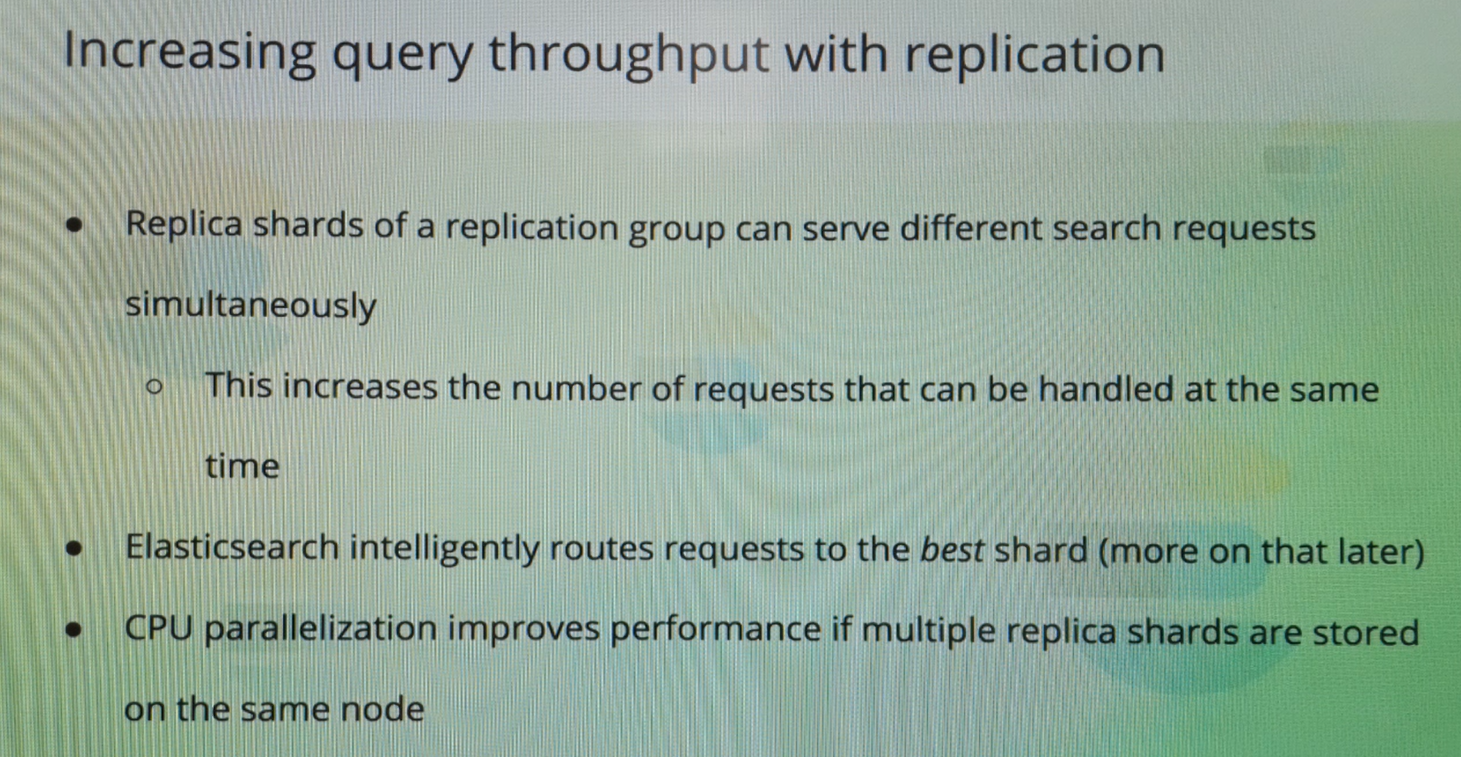 Increasing query throughput with replication
● Replica shards of a replication group can serve different search requests
simultaneously
○ This increases the number of requests that can be handled at the same
time
● Elasticsearch intelligently routes requests to the best shard (more on that later)
● CPU parallelization improves performance if multiple replica shards are stored
on the same node